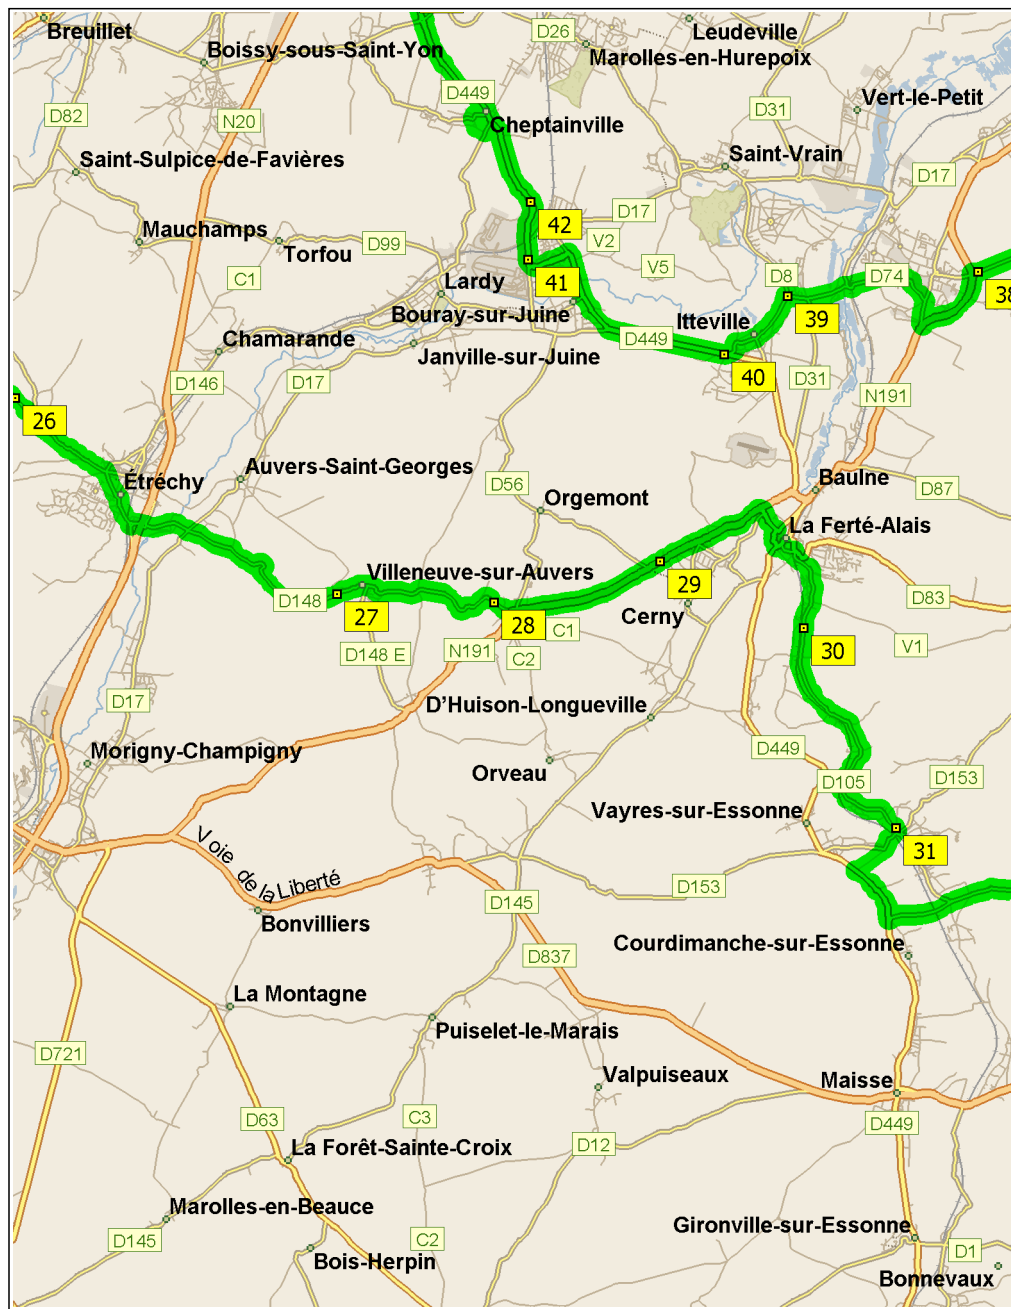 Breuillet
Leudeville
D26
Boissy-sous-Saint-Yon
Marolles-en-Hurepoix
D449
Vert-le-Petit
D82
N20
D31
Cheptainville
Saint-Sulpice-de-Favières
Saint-Vrain
D17
D17
42
Mauchamps
D99
V2
Torfou
C1
V5
D8
D74
Lardy
41
38
Bouray-sur-Juine
Itteville
39
Chamarande
D449
Janville-sur-Juine
40
D146
D17
D31
N191
26
Auvers-Saint-Georges
Étréchy
D56
Baulne
D87
Orgemont
La Ferté-Alais
Villeneuve-sur-Auvers
29
D148
27
D83
Cerny
28
C1
30
V1
D148 E
N191
C2
D17
D'Huison-Longueville
Morigny-Champigny
D449
Orveau
D105
D153
Vayres-sur-Essonne
31
Voie de la Liberté
D153
D145
Bonvilliers
Courdimanche-sur-Essonne
D837
La Montagne
Puiselet-le-Marais
D721
Valpuiseaux
Maisse
D63
C3
D449
La Forêt-Sainte-Croix
D12
Marolles-en-Beauce
Gironville-sur-Essonne
D145
C2
D1
Bois-Herpin
Bonnevaux